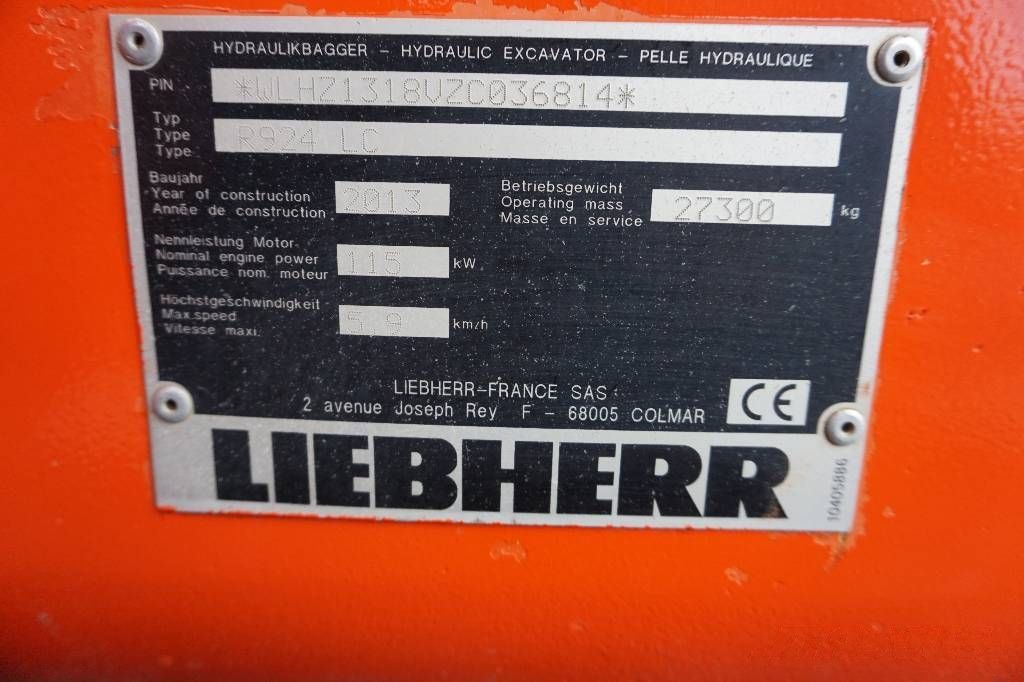 HYDRAULIKBAGGER - HYDRAULIC EXCAVATOR - PELLE HYDRAULIQUE
PIN *WLHZ1318VZC036814*
Typ
Type
Type R924 LC
Baujahr
Year of construction
Année de construction 2013
Betriebsgewicht
Operating mass
Masse en service 27300 kg
Nennleistung Motor
Nominal engine power
Puissance nom. moteur 115 kW
Höchstgeschwindigkeit
Max.speed
Vitesse maxi. 5,9 km/h
LIEBHERR-FRANCE SAS
2 avenue Joseph Rey F - 68005 COLMAR
CE
LIEBHERR
10405886